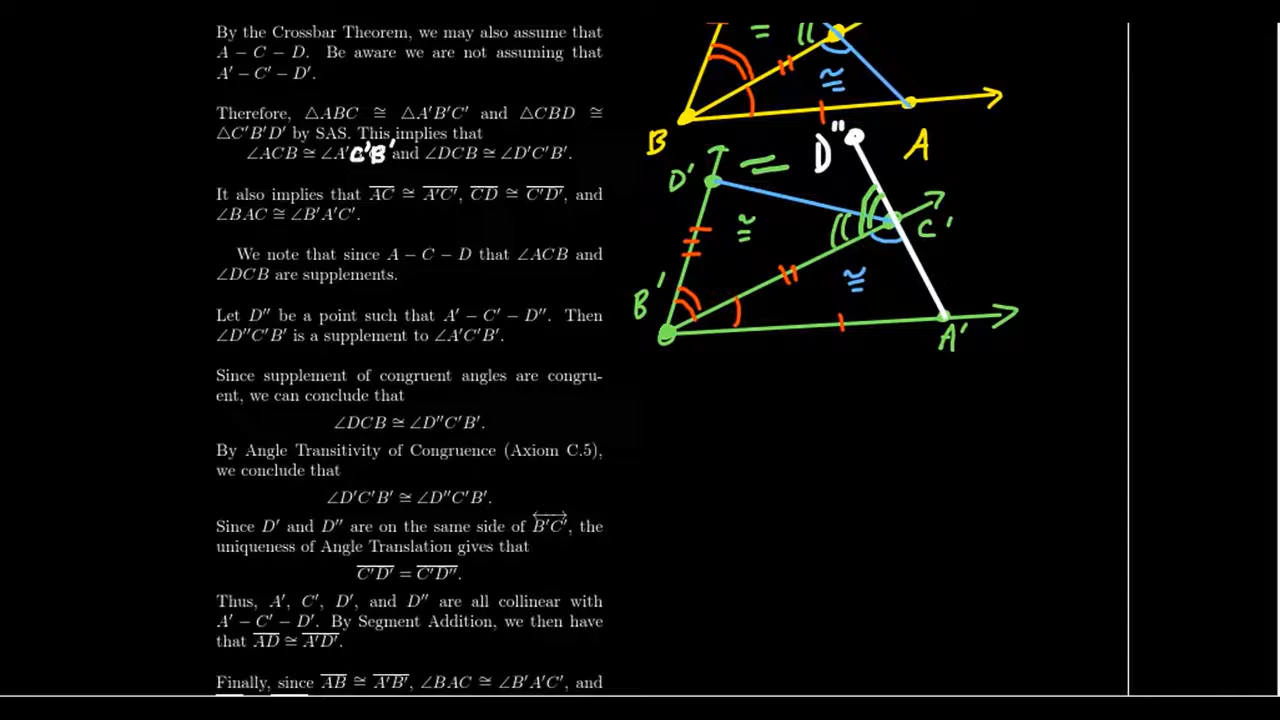 By the Crossbar Theorem, we may also assume that
A − C − D. Be aware we are not assuming that
A′ − C′ − D′.
Therefore, △ABC ≅ △A′B′C′ and △CBD ≅
△C′B′D′ by SAS. This implies that
∠ACB ≅ ∠A′C′B′ and ∠DCB ≅ ∠D′C′B′.
It also implies that A̅C̅ ≅ A̅′C̅′, C̅D̅ ≅ C̅′D̅′, and
∠BAC ≅ ∠B′A′C′.
We note that since A − C − D that ∠ACB and
∠DCB are supplements.
Let D″ be a point such that A′ − C′ − D″. Then
∠D″C′B′ is a supplement to ∠A′C′B′.
Since supplement of congruent angles are congru-
ent, we can conclude that
∠DCB ≅ ∠D″C′B′.
By Angle Transitivity of Congruence (Axiom C.5),
we conclude that
∠D′C′B′ ≅ ∠D″C′B′.
Since D′ and D″ are on the same side of B′C′, the
uniqueness of Angle Translation gives that
C̅′D̅′ = C̅′D̅″.
Thus, A′, C′, D′, and D″ are all collinear with
A′ − C′ − D′. By Segment Addition, we then have
that A̅D̅ ≅ A̅′D̅′.
Finally, since A̅B̅ ≅ A̅′B̅′, ∠BAC ≅ ∠B′A′C′, and
=
≅
B
A
D″
D′
≅
C′
≅
B′
A′